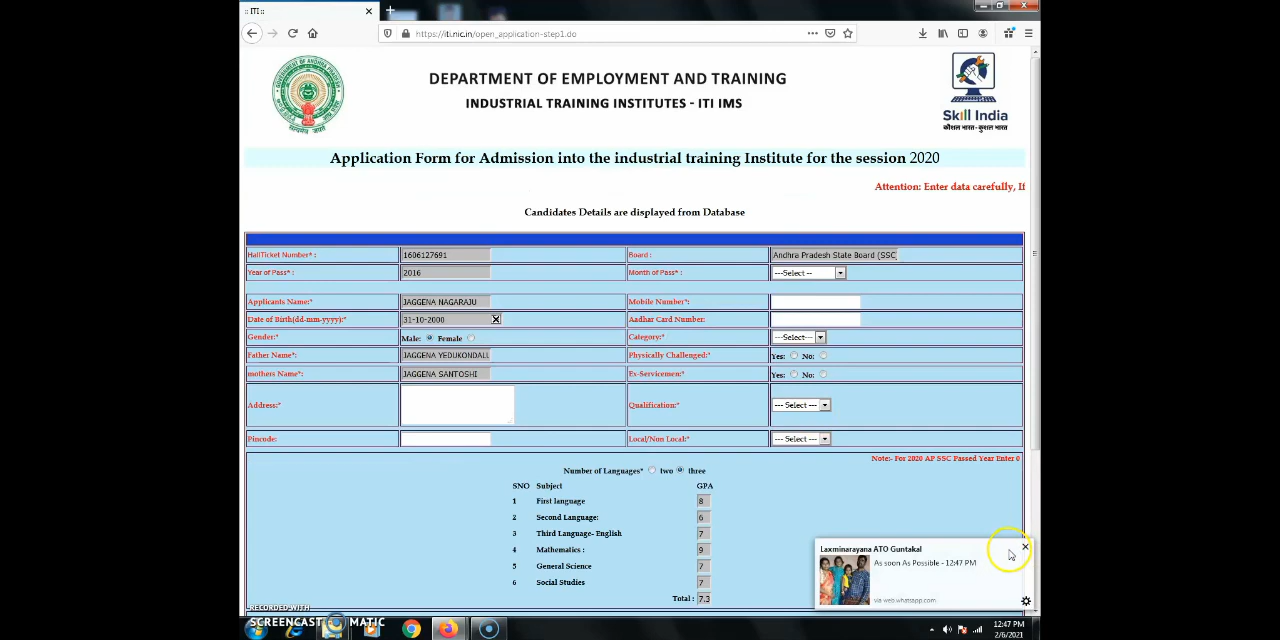 :: ITI ::
https://iti.nic.in/open_application-step1.do
DEPARTMENT OF EMPLOYMENT AND TRAINING
INDUSTRIAL TRAINING INSTITUTES - ITI IMS
Skill India
कौशल भारत-कुशल भारत
Application Form for Admission into the industrial training Institute for the session 2020
Attention: Enter data carefully, If
Candidates Details are displayed from Database
HallTicket Number* : 1606127691 Board : Andhra Pradesh State Board (SSC
Year of Pass* : 2016 Month of Pass* : ---Select --
Applicants Name:* JAGGENA NAGARAJU Mobile Number*:
Date of Birth(dd-mm-yyyy):* 31-10-2000 Aadhar Card Number:
Gender:* Male: Female Category:* ---Select---
Father Name*: JAGGENA YEDUKONDALU Physically Challenged:* Yes: No:
mothers Name*: JAGGENA SANTOSHI Ex-Servicemen:* Yes: No:
Address:* Qualification:* --- Select ---
Pincode: Local/Non Local:* --- Select ---
Note:- For 2020 AP SSC Passed Year Enter 0
Number of Languages* two three
SNO Subject GPA
1 First language 8
2 Second Language: 6
3 Third Language- English 7
4 Mathematics : 9
5 General Science 7
6 Social Studies 7
Total : 7.3
Laxminarayana ATO Guntakal
As soon As Possible - 12:47 PM
via web.whatsapp.com
RECORDED WITH
SCREENCAST MATIC
12:47 PM
2/6/2021